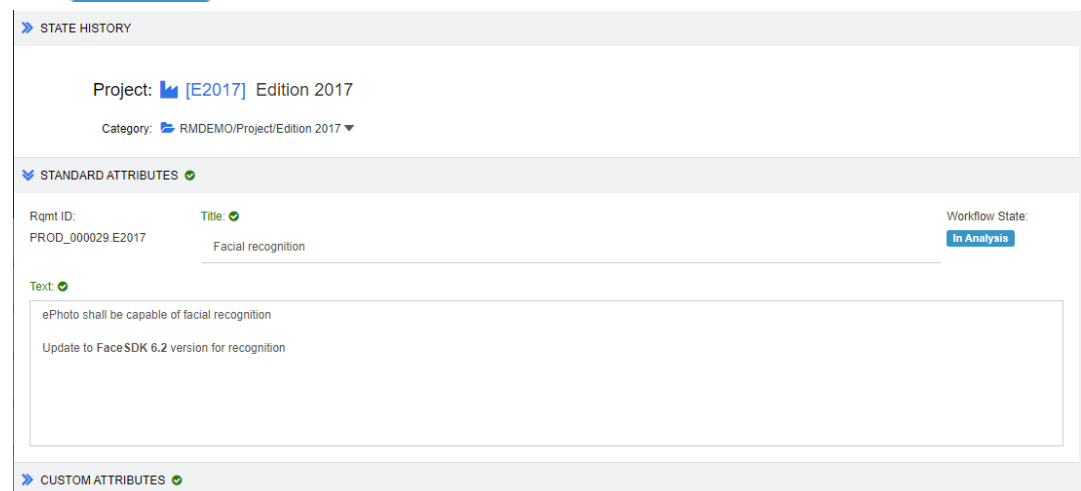 STATE HISTORY
Project: [E2017] Edition 2017
Category: RMDEMO/Project/Edition 2017
STANDARD ATTRIBUTES
Rqmt ID: Title: Workflow State:
PROD_000029.E2017 Facial recognition In Analysis
Text:
ePhoto shall be capable of facial recognition
Update to FaceSDK 6.2 version for recognition
CUSTOM ATTRIBUTES